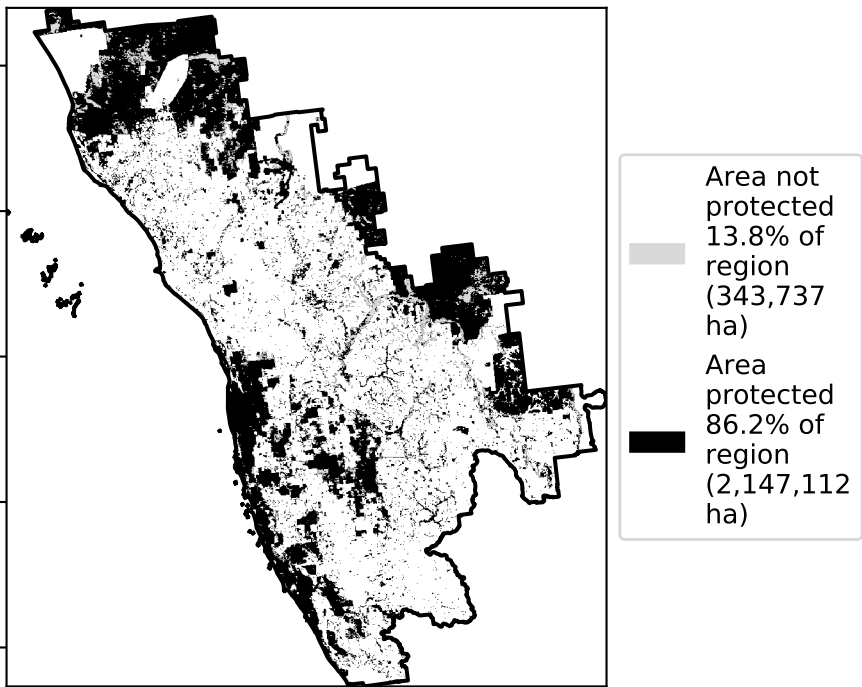 Area not
protected
13.8% of
region
(343,737
ha)
Area
protected
86.2% of
region
(2,147,112
ha)